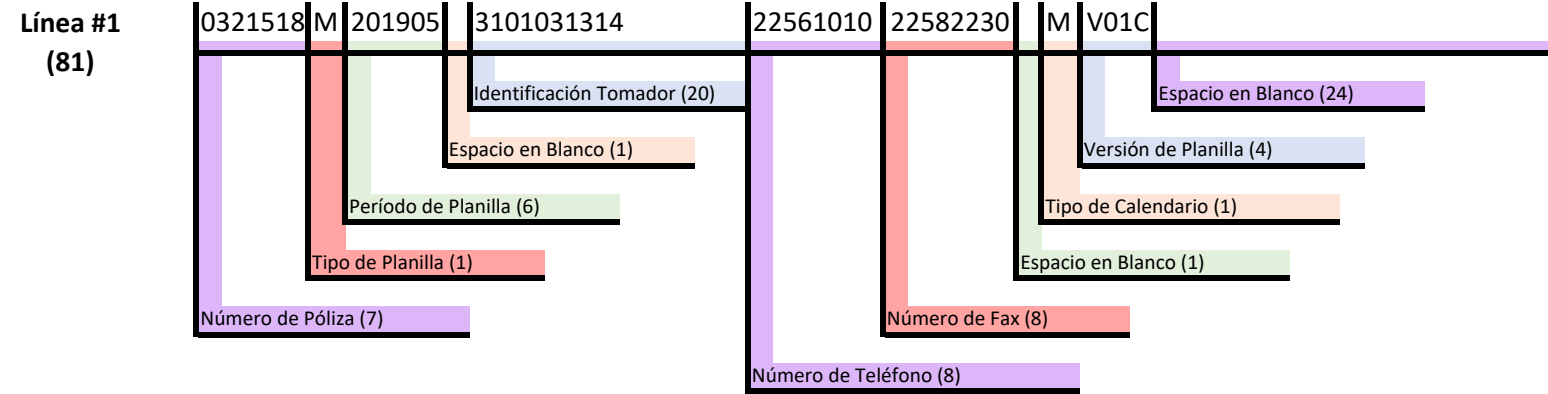 Línea #1
(81)
0321518 M 201905 3101031314 22561010 22582230 M V01C
Identificación Tomador (20)
Espacio en Blanco (24)
Espacio en Blanco (1)
Versión de Planilla (4)
Período de Planilla (6)
Tipo de Calendario (1)
Tipo de Planilla (1)
Espacio en Blanco (1)
Número de Póliza (7)
Número de Fax (8)
Número de Teléfono (8)